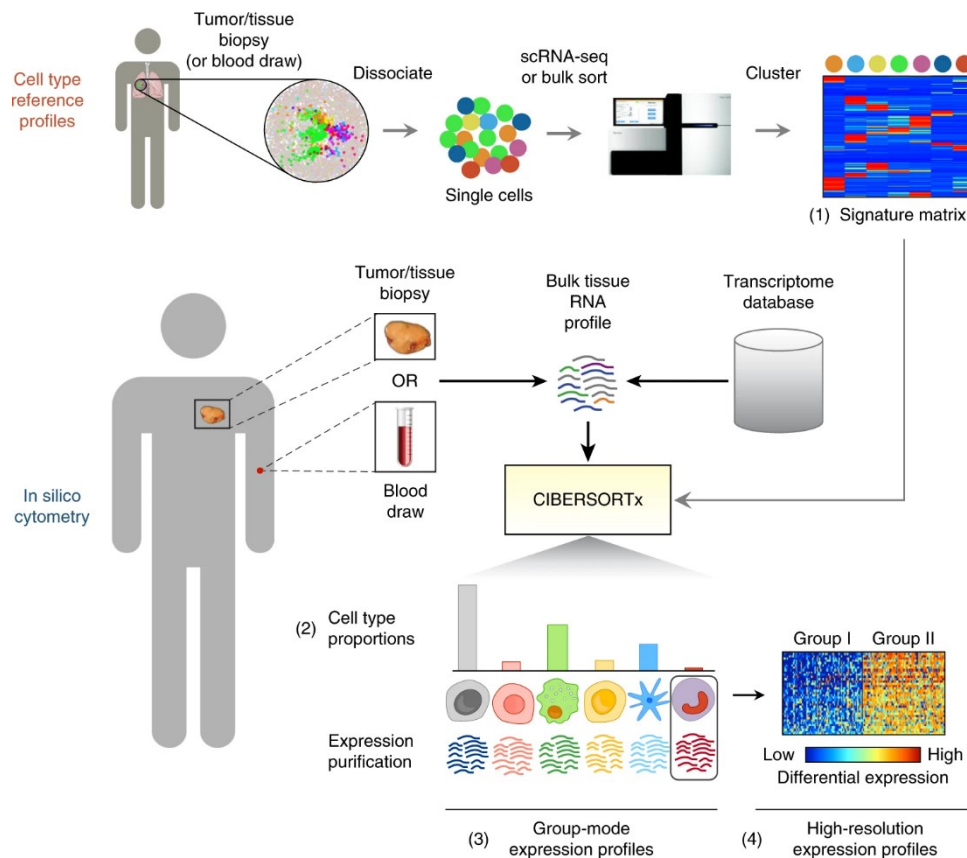 Tumor/tissue
biopsy
(or blood draw)
Cell type
reference
profiles
Dissociate
Single cells
scRNA-seq
or bulk sort
Cluster
(1) Signature matrix
In silico
cytometry
Tumor/tissue
biopsy
OR
Blood
draw
Bulk tissue
RNA
profile
Transcriptome
database
CIBERSORTx
(2) Cell type
proportions
Expression
purification
(3) Group-mode
expression profiles
Group I Group II
Low High
Differential expression
(4) High-resolution
expression profiles